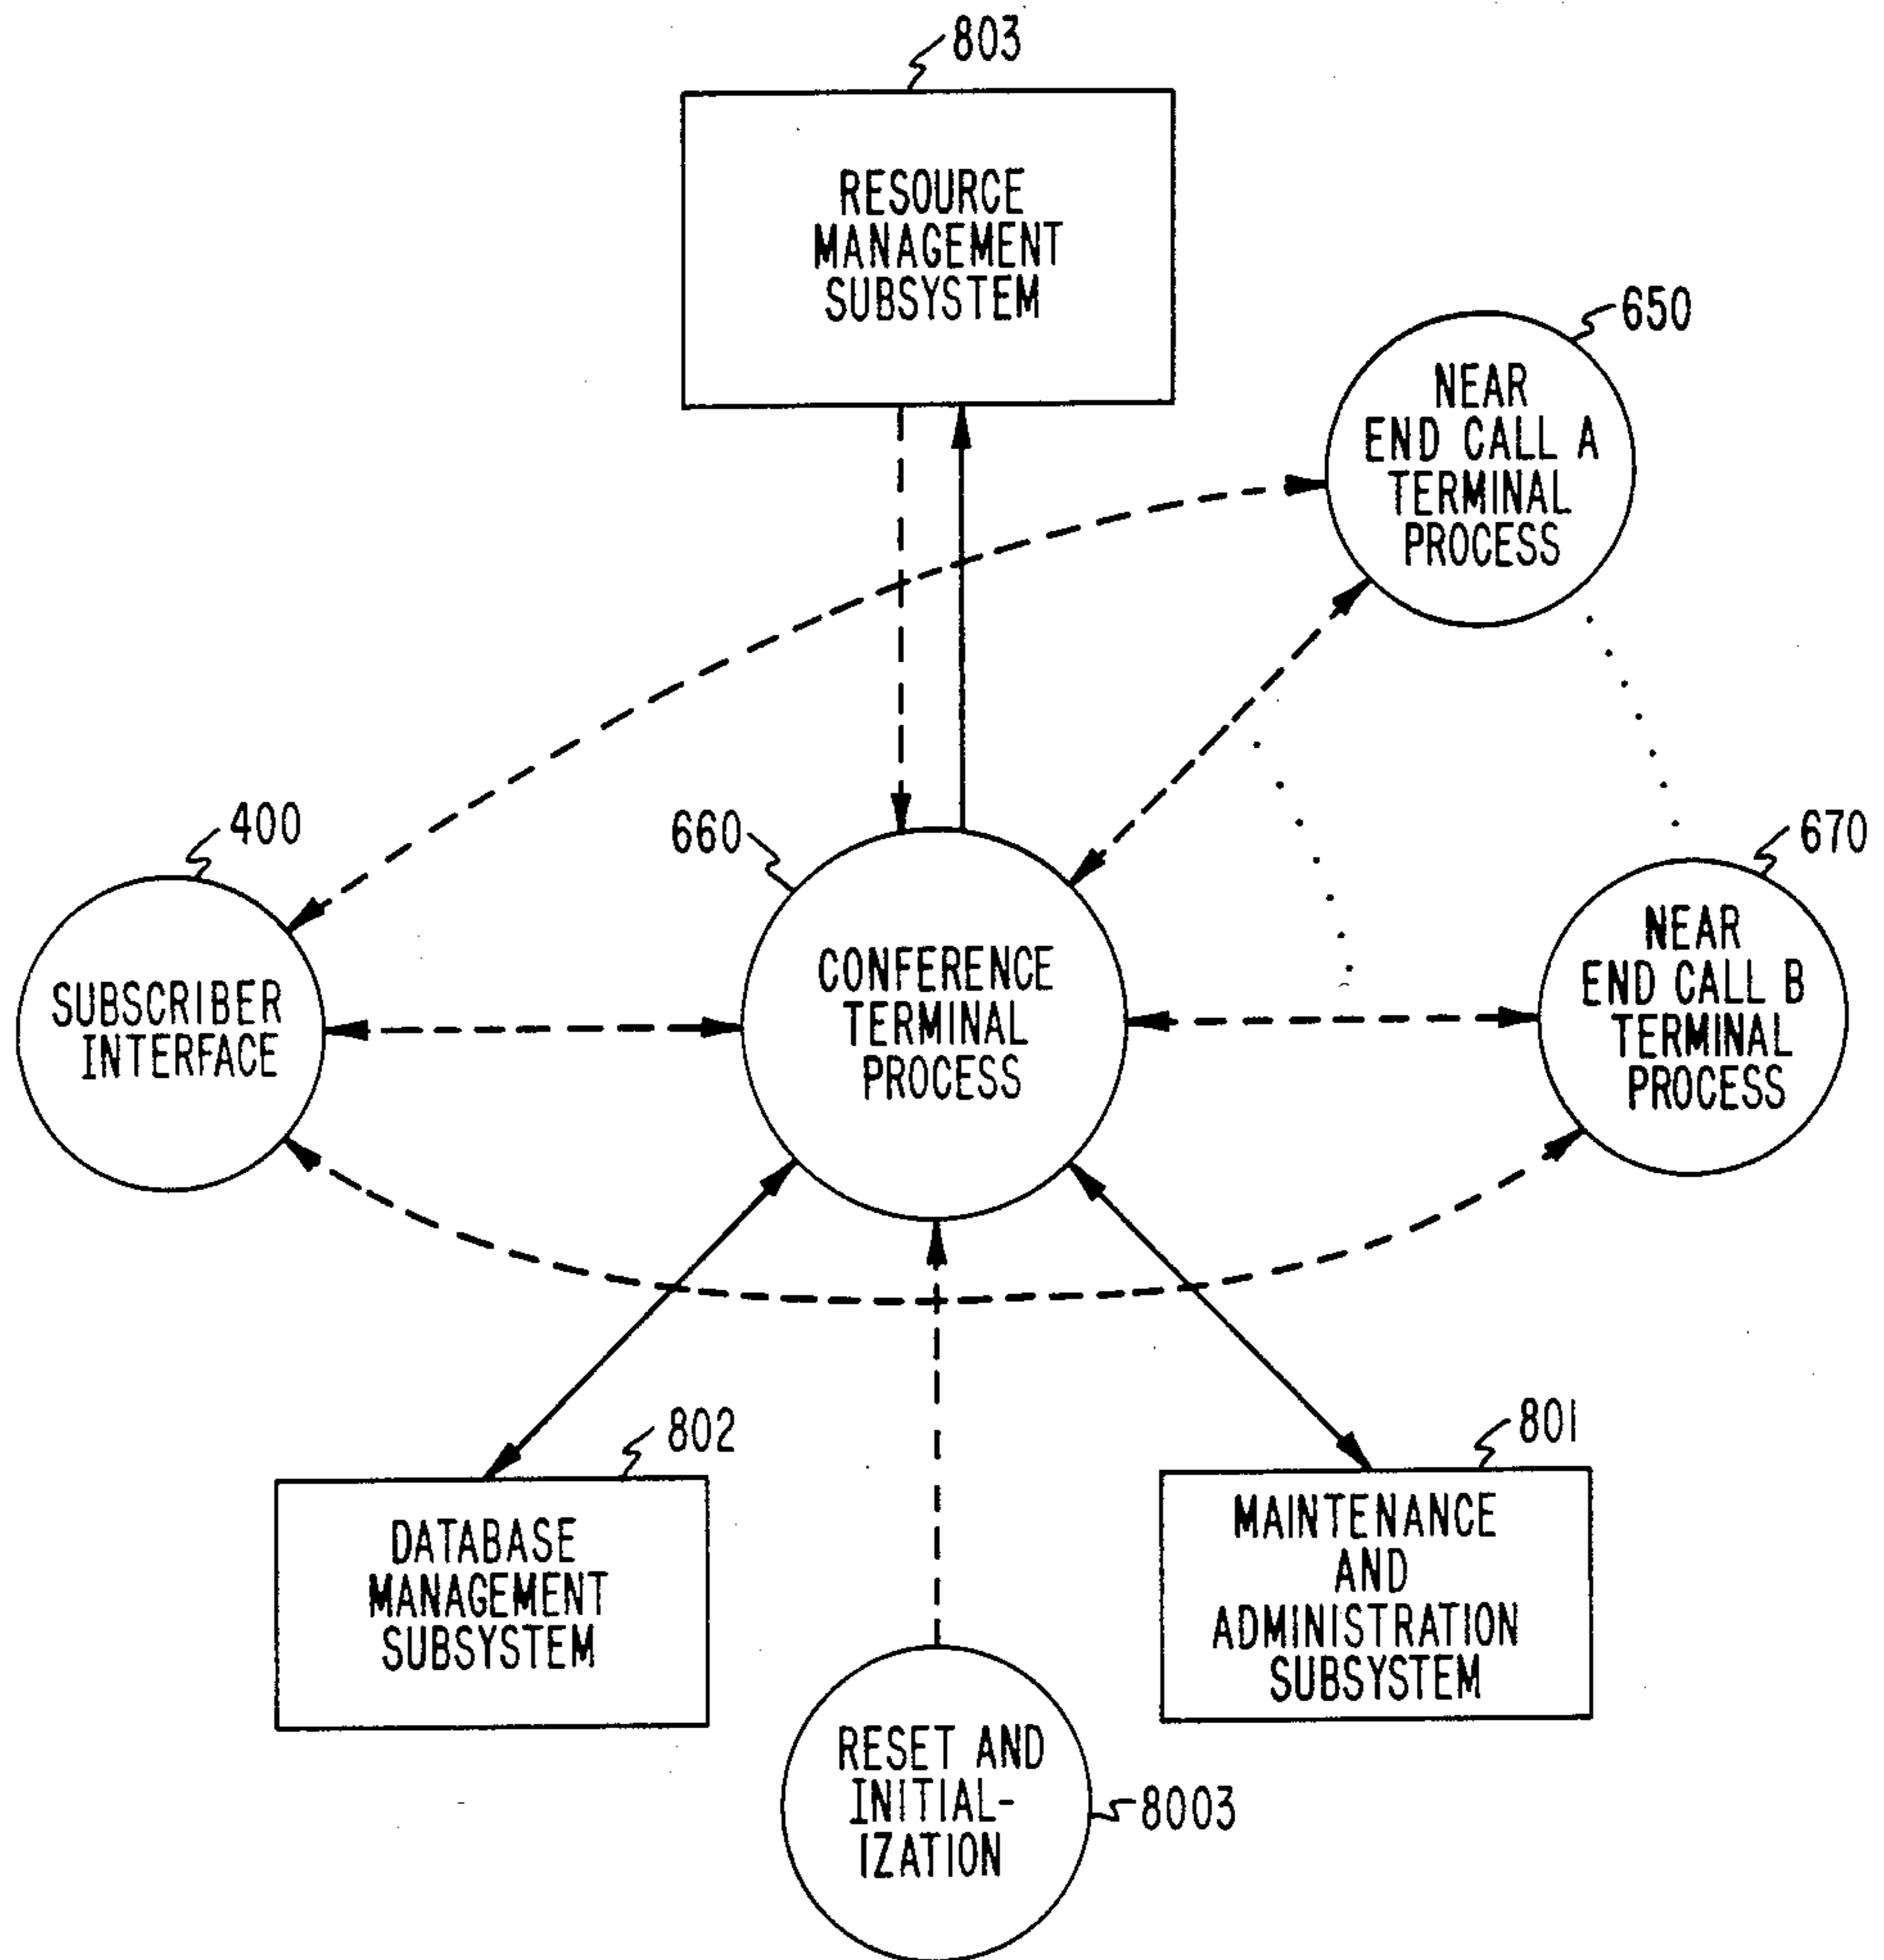 803
RESOURCE
MANAGEMENT
SUBSYSTEM
650
NEAR
END CALL A
TERMINAL
PROCESS
400
SUBSCRIBER
INTERFACE
660
CONFERENCE
TERMINAL
PROCESS
670
NEAR
END CALL B
TERMINAL
PROCESS
802
DATABASE
MANAGEMENT
SUBSYSTEM
801
MAINTENANCE
AND
ADMINISTRATION
SUBSYSTEM
RESET AND
INITIAL-
IZATION
8003